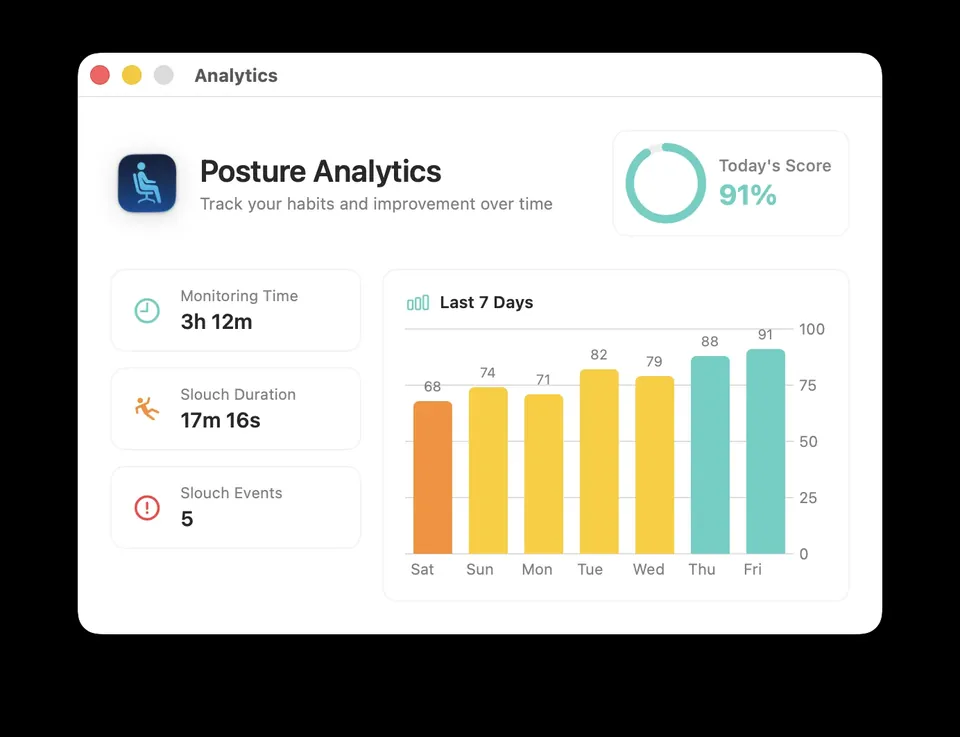 Analytics
Posture Analytics
Track your habits and improvement over time
Today's Score
91%
Monitoring Time
3h 12m
Slouch Duration
17m 16s
Slouch Events
5
Last 7 Days
100
75
50
25
0
68
74
71
82
79
88
91
Sat
Sun
Mon
Tue
Wed
Thu
Fri